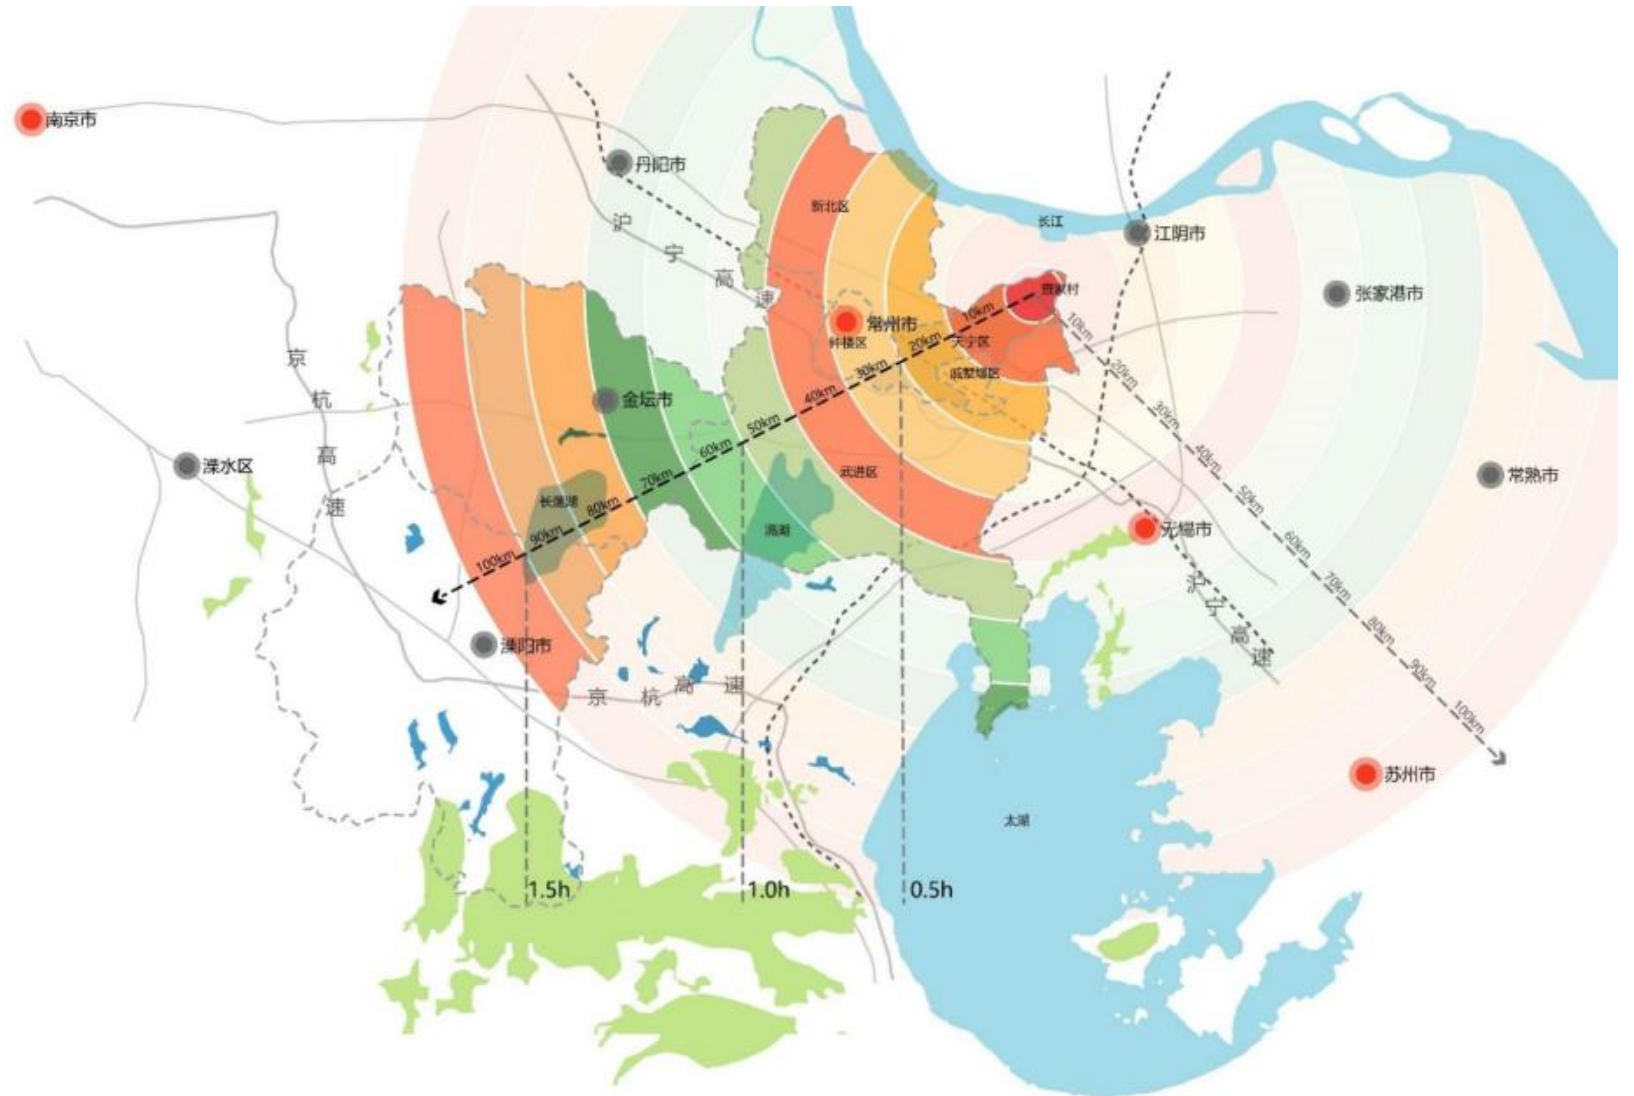 南京市
丹阳市
沪
宁
高
速
新北区
长江
江阴市
张家港市
常州市
钟楼区
天宁区
戚墅堰区
10km
20km
30km
40km
50km
60km
70km
80km
90km
100km
10km
20km
30km
40km
50km
60km
70km
80km
90km
100km
京
杭
高
速
金坛市
溧水区
武进区
滆湖
常熟市
无锡市
高
速
溧阳市
京
杭
高
速
苏州市
太湖
1.5h
1.0h
0.5h